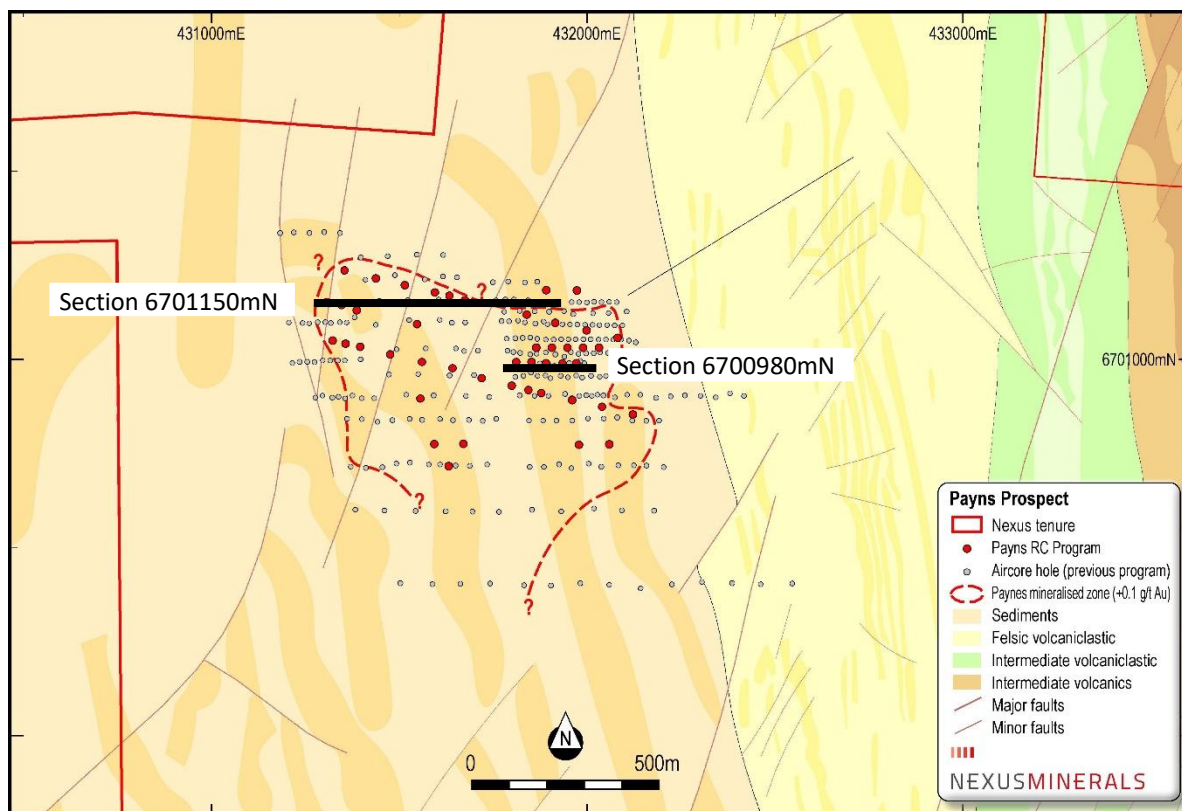 431000mE
432000mE
433000mE
?
?
Section 6701150mN
6701000mN
Section 6700980mN
?
?
N
0
500m
Payns Prospect
Nexus tenure
Payns RC Program
Aircore hole (previous program)
Paynes mineralised zone (+0.1 g/t Au)
Sediments
Felsic volcaniclastic
Intermediate volcaniclastic
Intermediate volcanics
Major faults
Minor faults
NEXUSMINERALS